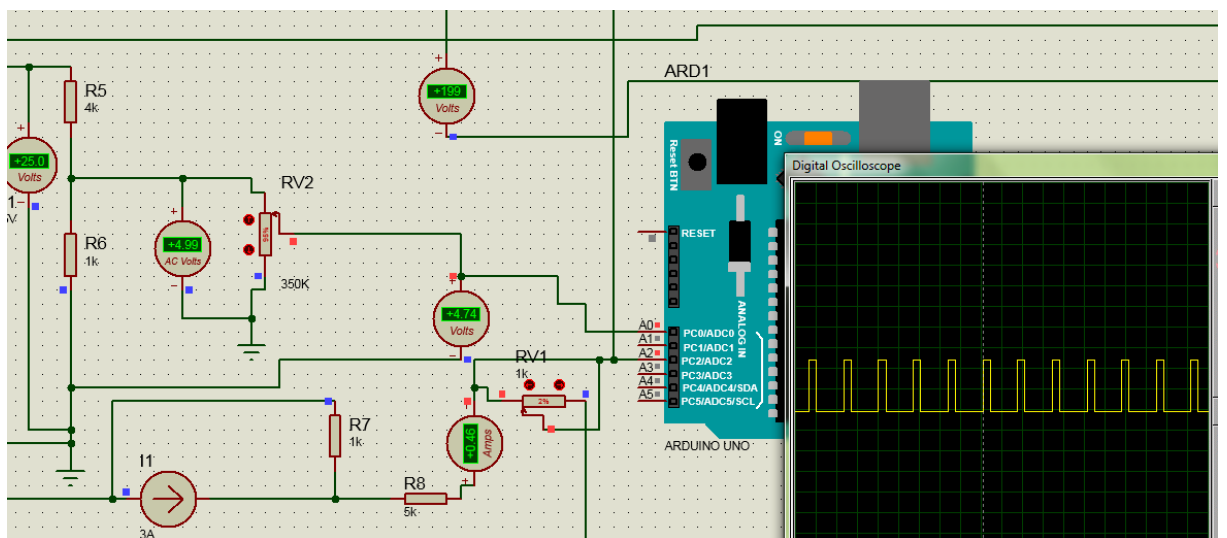 R5
4k
+25.0
Volts
R6
1k
+4.99
AC Volts
RV2
95%
350K
+199
Volts
+4.74
Volts
RV1
1k
2%
+0.46
Amps
R7
1k
R8
5k
I1
3A
ARD1
Reset BTN
ON
RESET
ANALOG IN
A0
A1
A2
A3
A4
A5
PC0/ADC0
PC1/ADC1
PC2/ADC2
PC3/ADC3
PC4/ADC4/SDA
PC5/ADC5/SCL
ARDUINO UNO
Digital Oscilloscope